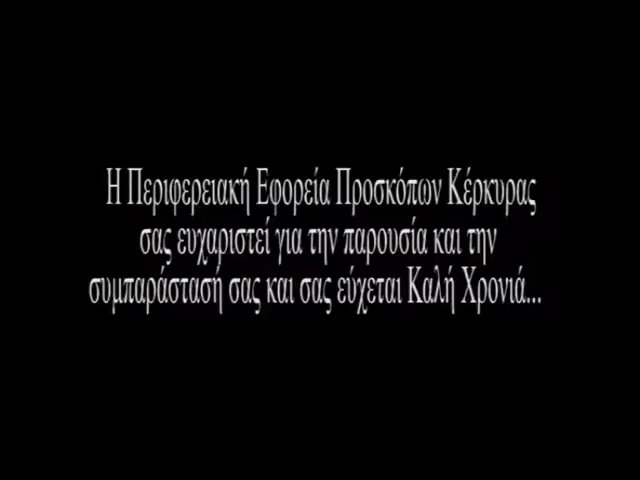 Η Περιφερειακή Εφορεία Προσκόπων Κέρκυρας
σας ευχαριστεί για την παρουσία και την
συμπαράστασή σας και σας εύχεται Καλή Χρονιά...